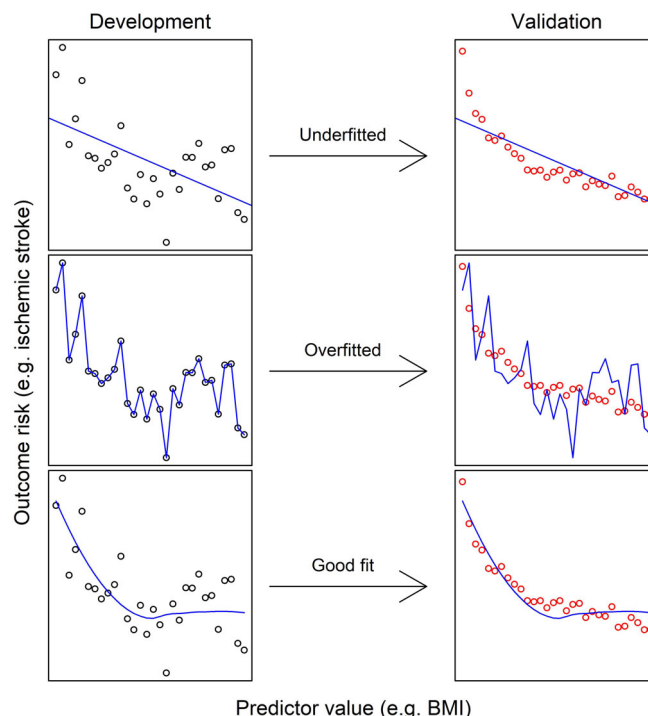 Development
Validation
Underfitted
Overfitted
Good fit
Outcome risk (e.g. ischemic stroke)
Predictor value (e.g. BMI)